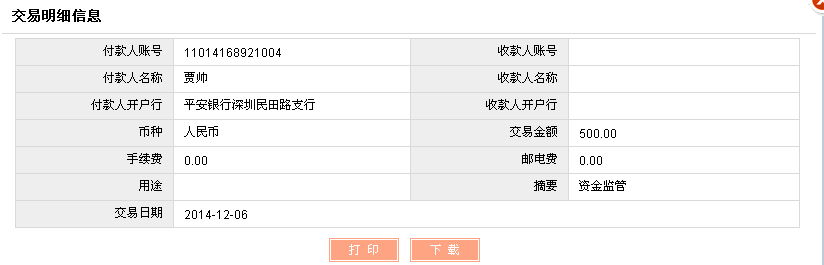 交易明细信息
付款人账号 11014168921004 收款人账号
付款人名称 贾帅 收款人名称
付款人开户行 平安银行深圳民田路支行 收款人开户行
币种 人民币 交易金额 500.00
手续费 0.00 邮电费 0.00
用途 摘要 资金监管
交易日期 2014-12-06
打印 下载